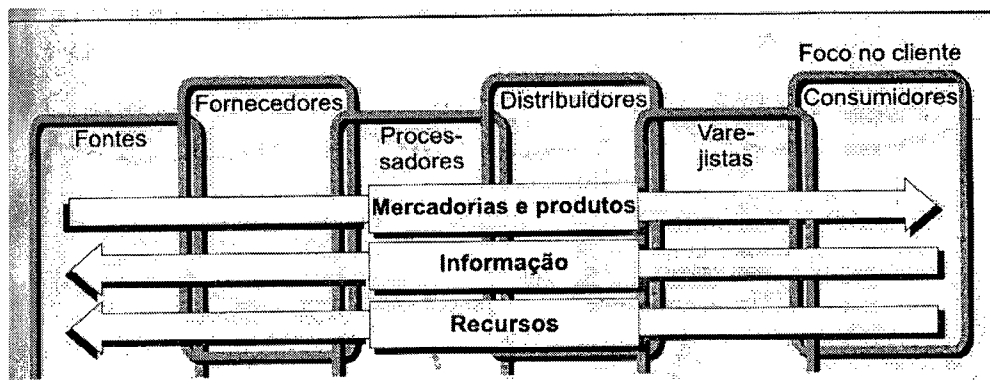 Foco no cliente
Fornecedores
Distribuidores
Consumidores
Fontes
Proces-
sadores
Vare-
jistas
Mercadorias e produtos
Informação
Recursos